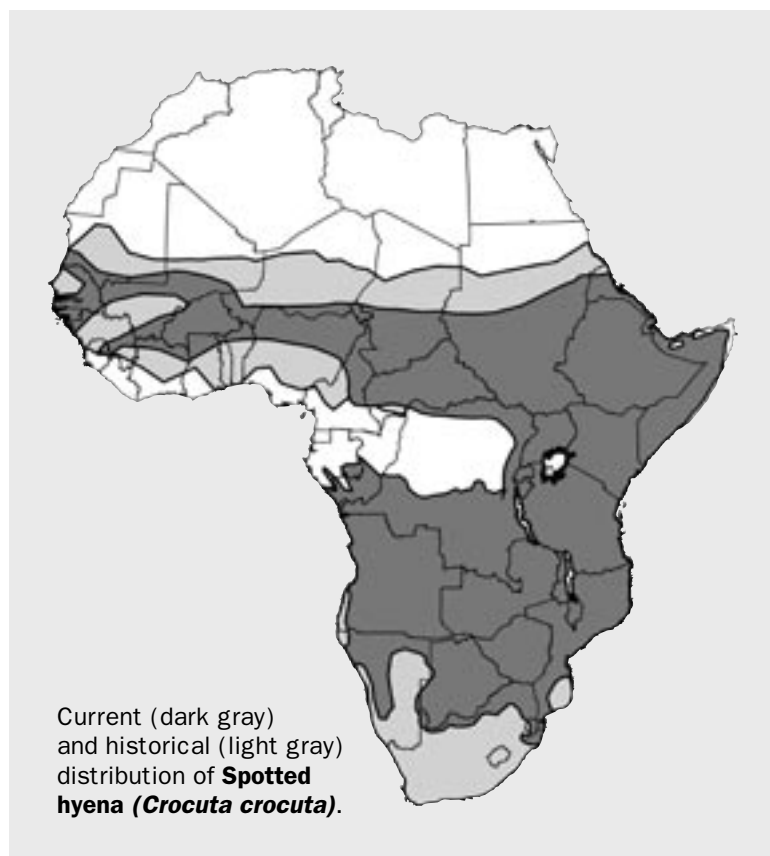 Current (dark gray)
and historical (light gray)
distribution of Spotted
hyena (Crocuta crocuta).